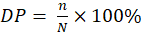 DP = n/N × 100%